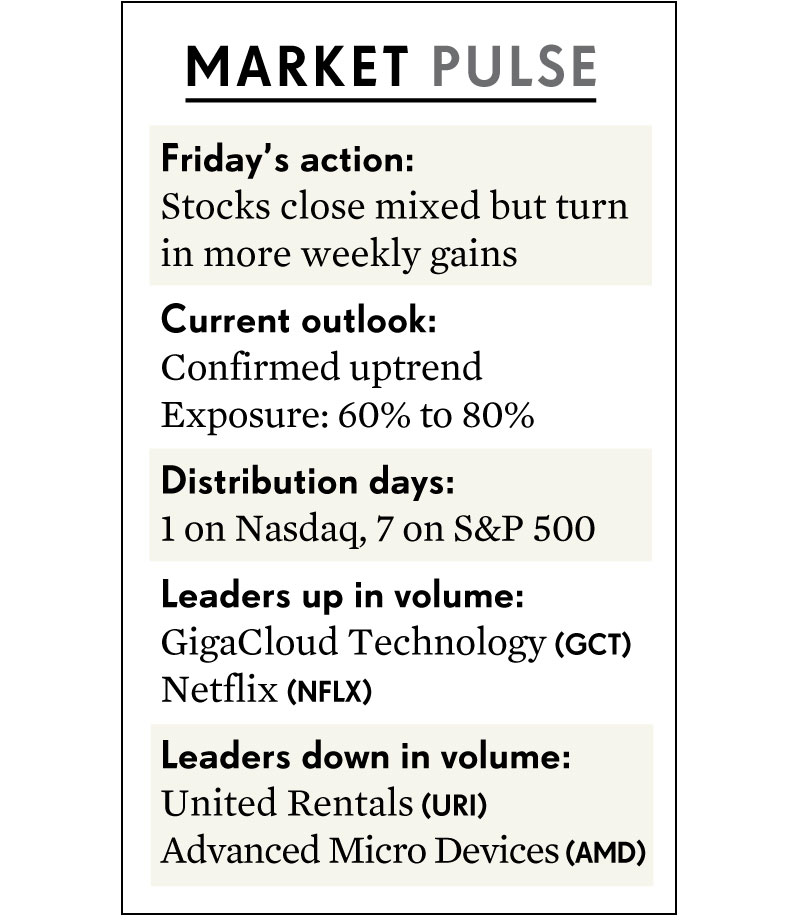 MARKET PULSE
Friday’s action:
Stocks close mixed but turn
in more weekly gains
Current outlook:
Confirmed uptrend
Exposure: 60% to 80%
Distribution days:
1 on Nasdaq, 7 on S&P 500
Leaders up in volume:
GigaCloud Technology (GCT)
Netflix (NFLX)
Leaders down in volume:
United Rentals (URI)
Advanced Micro Devices (AMD)